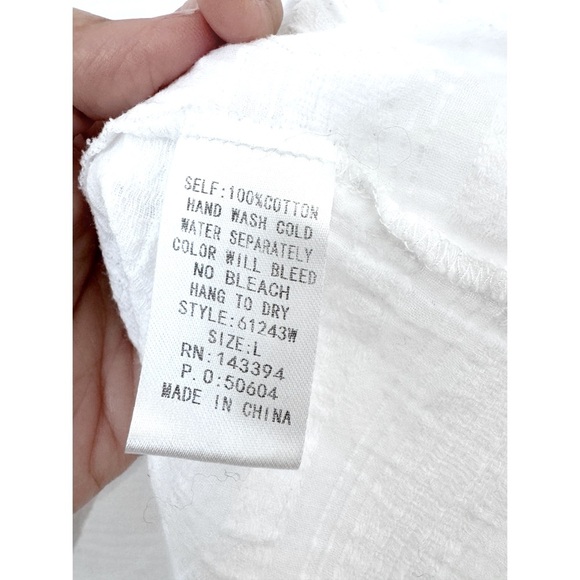 SELF:100%COTTON
HAND WASH COLD
WATER SEPARATELY
COLOR WILL BLEED
NO BLEACH
HANG TO DRY
STYLE:61243W
SIZE:L
RN:143394
P.O:50604
MADE IN CHINA